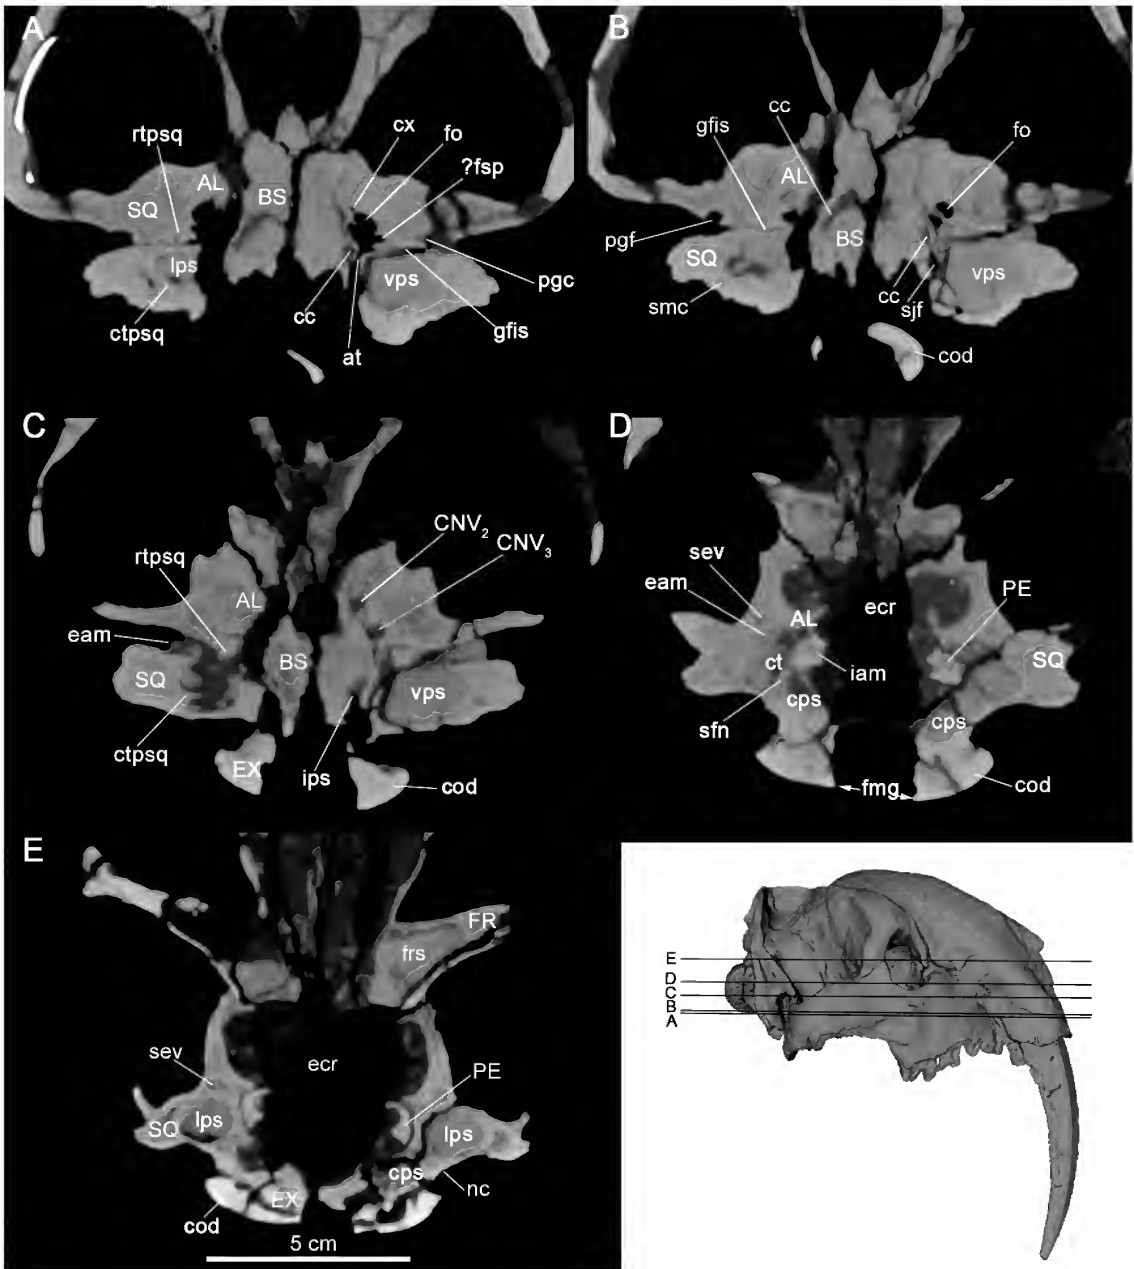 A
rtpsq
AL
BS
SQ
lps
ctpsq
cx
fo
?fsp
pgc
vps
gfis
cc
at
B
cc
gfis
fo
AL
pgf
BS
SQ
vps
smc
cc
sjf
cod
C
CNV2
CNV3
rtpsq
AL
eam
BS
SQ
vps
ctpsq
EX
ips
cod
D
sev
eam
PE
ecr
AL
ct
iam
SQ
cps
sfn
cps
fmg
cod
E
FR
frs
sev
ecr
PE
lps
lps
SQ
cps
nc
EX
cod
5 cm
E
D
C
B
A